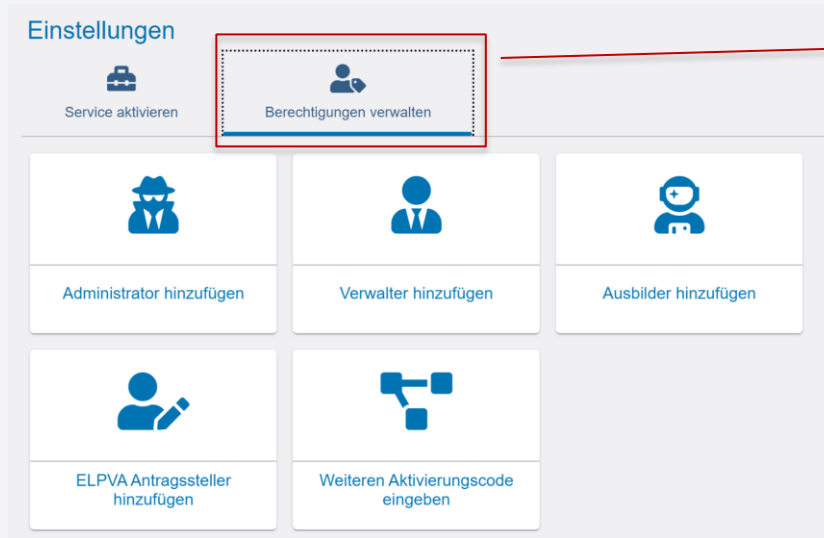 Einstellungen
Service aktivieren
Berechtigungen verwalten
Administrator hinzufügen
Verwalter hinzufügen
Ausbilder hinzufügen
ELPVA Antragssteller
hinzufügen
Weiteren Aktivierungscode
eingeben